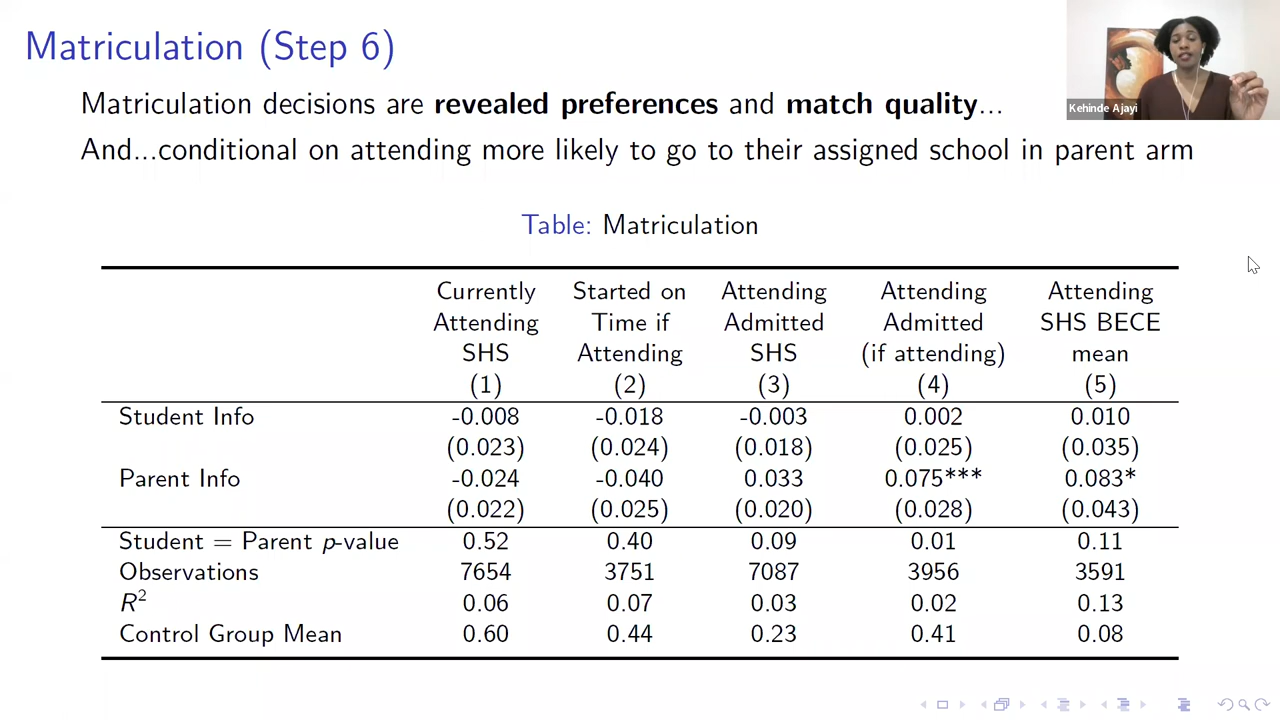 Matriculation (Step 6)
Kehinde Ajayi
Matriculation decisions are revealed preferences and match quality...
And...conditional on attending more likely to go to their assigned school in parent arm
Table: Matriculation
Currently Attending SHS (1) Started on Time if Attending (2) Attending Admitted SHS (3) Attending Admitted (if attending) (4) Attending SHS BECE mean (5)
Student Info -0.008 -0.018 -0.003 0.002 0.010
(0.023) (0.024) (0.018) (0.025) (0.035)
Parent Info -0.024 -0.040 0.033 0.075*** 0.083*
(0.022) (0.025) (0.020) (0.028) (0.043)
Student = Parent p-value 0.52 0.40 0.09 0.01 0.11
Observations 7654 3751 7087 3956 3591
R² 0.06 0.07 0.03 0.02 0.13
Control Group Mean 0.60 0.44 0.23 0.41 0.08